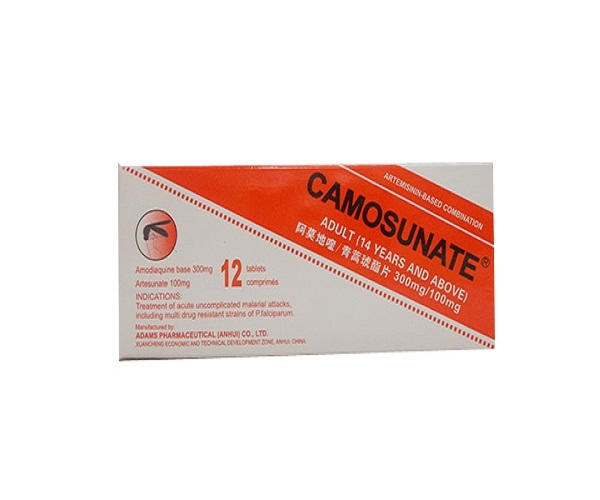 ARTEMISININ-BASED COMBINATION
CAMOSUNATE®
ADULT (14 YEARS AND ABOVE)
阿莫地喹/青蒿琥酯片 300mg/100mg
Amodiaquine base 300mg
Artesunate 100mg
12 tablets
comprimés
INDICATIONS:
Treatment of acute uncomplicated malarial attacks,
including multi drug resistant strains of P.falciparum.
Manufactured by:
ADAMS PHARMACEUTICAL (ANHUI) CO., LTD.
XUANCHENG ECONOMIC AND TECHNICAL DEVELOPMENT ZONE, ANHUI, CHINA